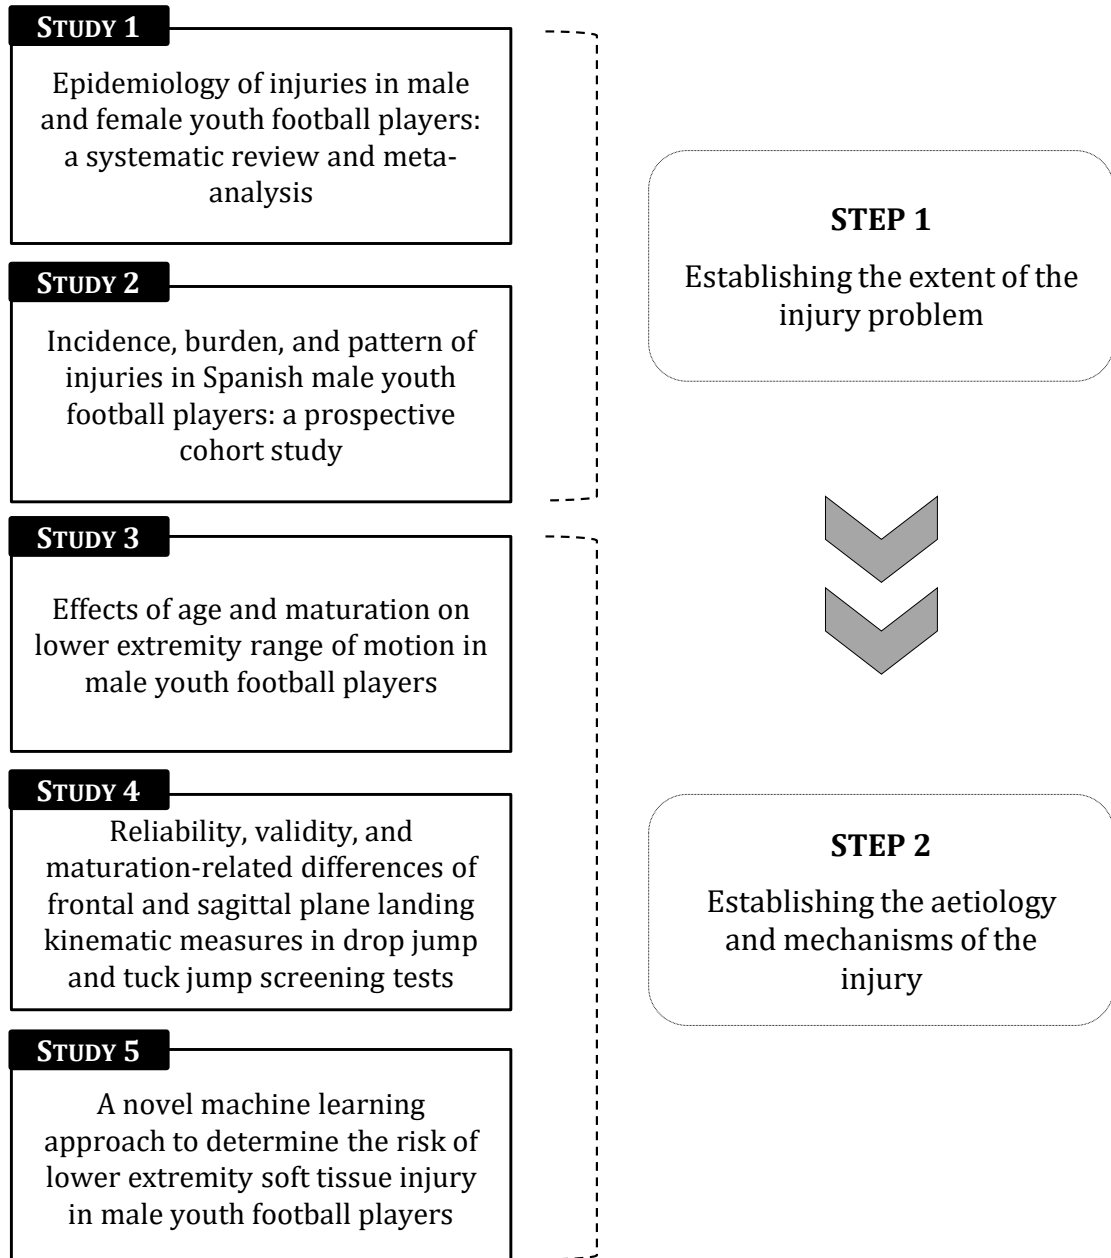 STUDY 1
Epidemiology of injuries in male
and female youth football players:
a systematic review and meta-
analysis
STUDY 2
Incidence, burden, and pattern of
injuries in Spanish male youth
football players: a prospective
cohort study
STEP 1
Establishing the extent of the
injury problem
STUDY 3
Effects of age and maturation on
lower extremity range of motion in
male youth football players
STUDY 4
Reliability, validity, and
maturation-related differences of
frontal and sagittal plane landing
kinematic measures in drop jump
and tuck jump screening tests
STUDY 5
A novel machine learning
approach to determine the risk of
lower extremity soft tissue injury
in male youth football players
STEP 2
Establishing the aetiology
and mechanisms of the
injury